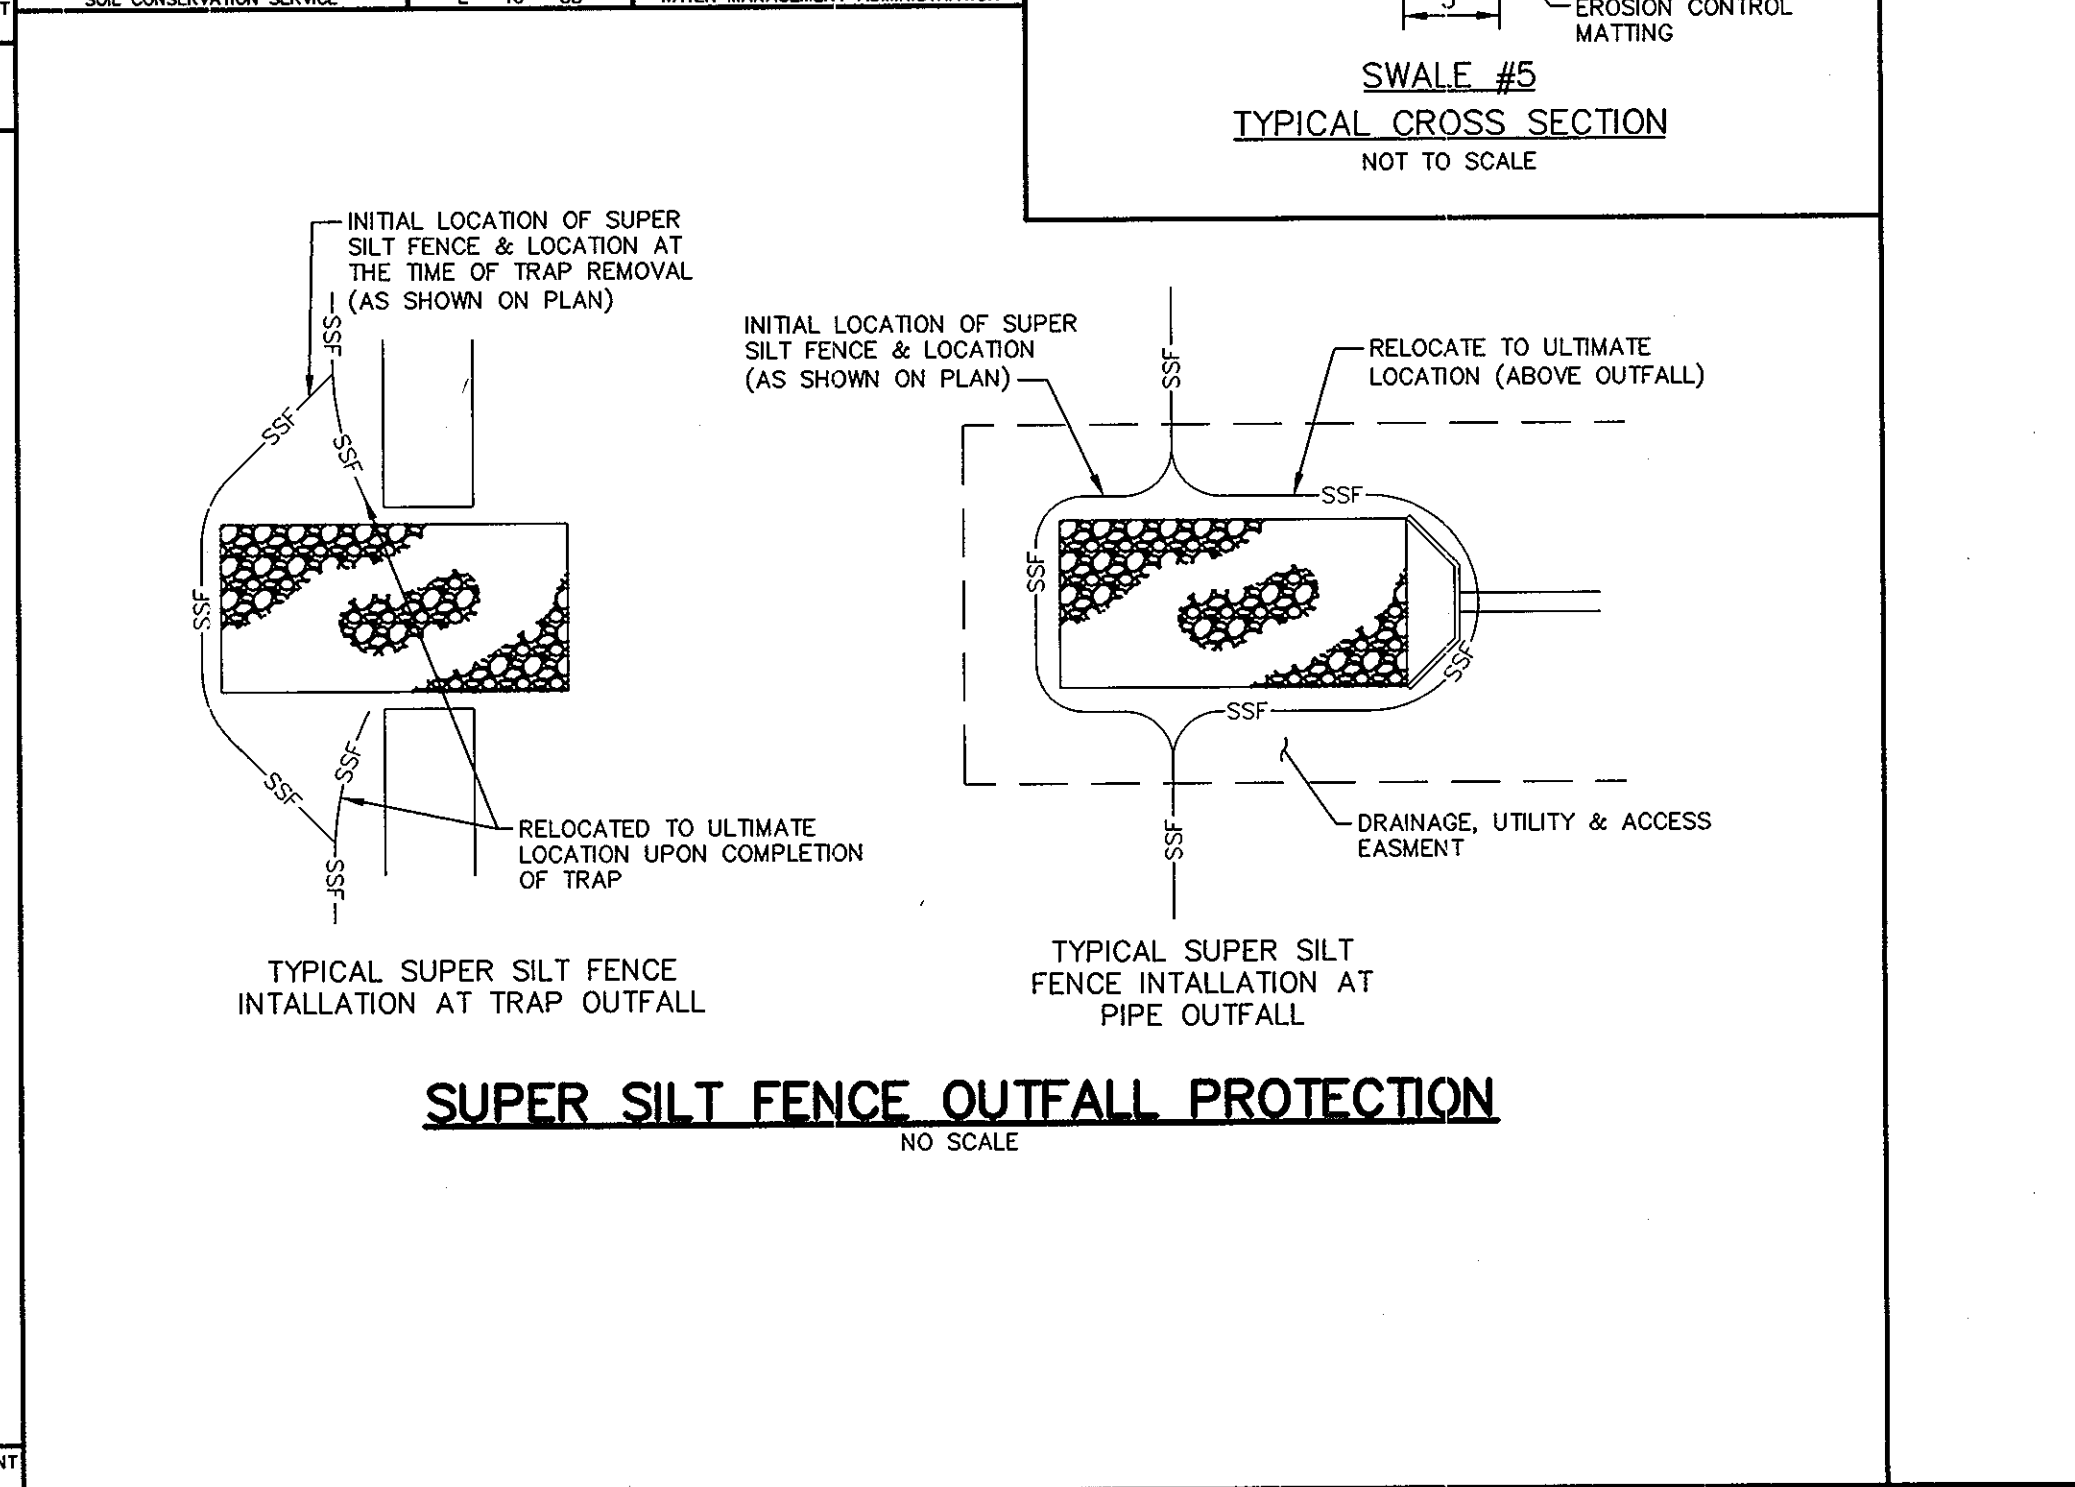 SOIL CONSERVATION SERVICE
WATER MANAGEMENT ADMINISTRATION
EROSION CONTROL
MATTING
SWALE #5
TYPICAL CROSS SECTION
NOT TO SCALE
INITIAL LOCATION OF SUPER
SILT FENCE & LOCATION AT
THE TIME OF TRAP REMOVAL
(AS SHOWN ON PLAN)
SSF
SSF
SSF
SSF
SSF
SSF
SSF
RELOCATED TO ULTIMATE
LOCATION UPON COMPLETION
OF TRAP
TYPICAL SUPER SILT FENCE
INTALLATION AT TRAP OUTFALL
INITIAL LOCATION OF SUPER
SILT FENCE & LOCATION
(AS SHOWN ON PLAN)
RELOCATE TO ULTIMATE
LOCATION (ABOVE OUTFALL)
SSF
SSF
SSF
SSF
SSF
SSF
DRAINAGE, UTILITY & ACCESS
EASMENT
TYPICAL SUPER SILT
FENCE INTALLATION AT
PIPE OUTFALL
SUPER SILT FENCE OUTFALL PROTECTION
NO SCALE
NT